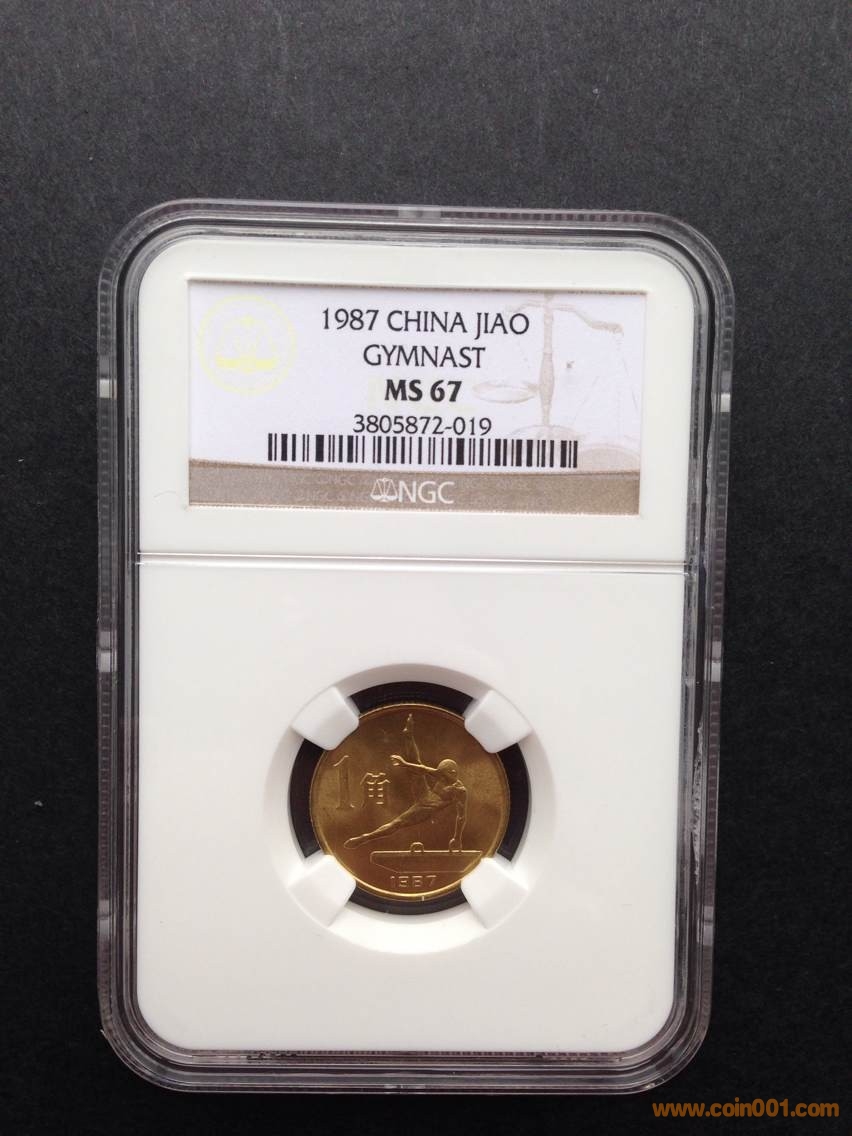 1987 CHINA JIAO
GYMNAST
MS 67
3805872-019
NGC
1角
1987
www.coin001.com